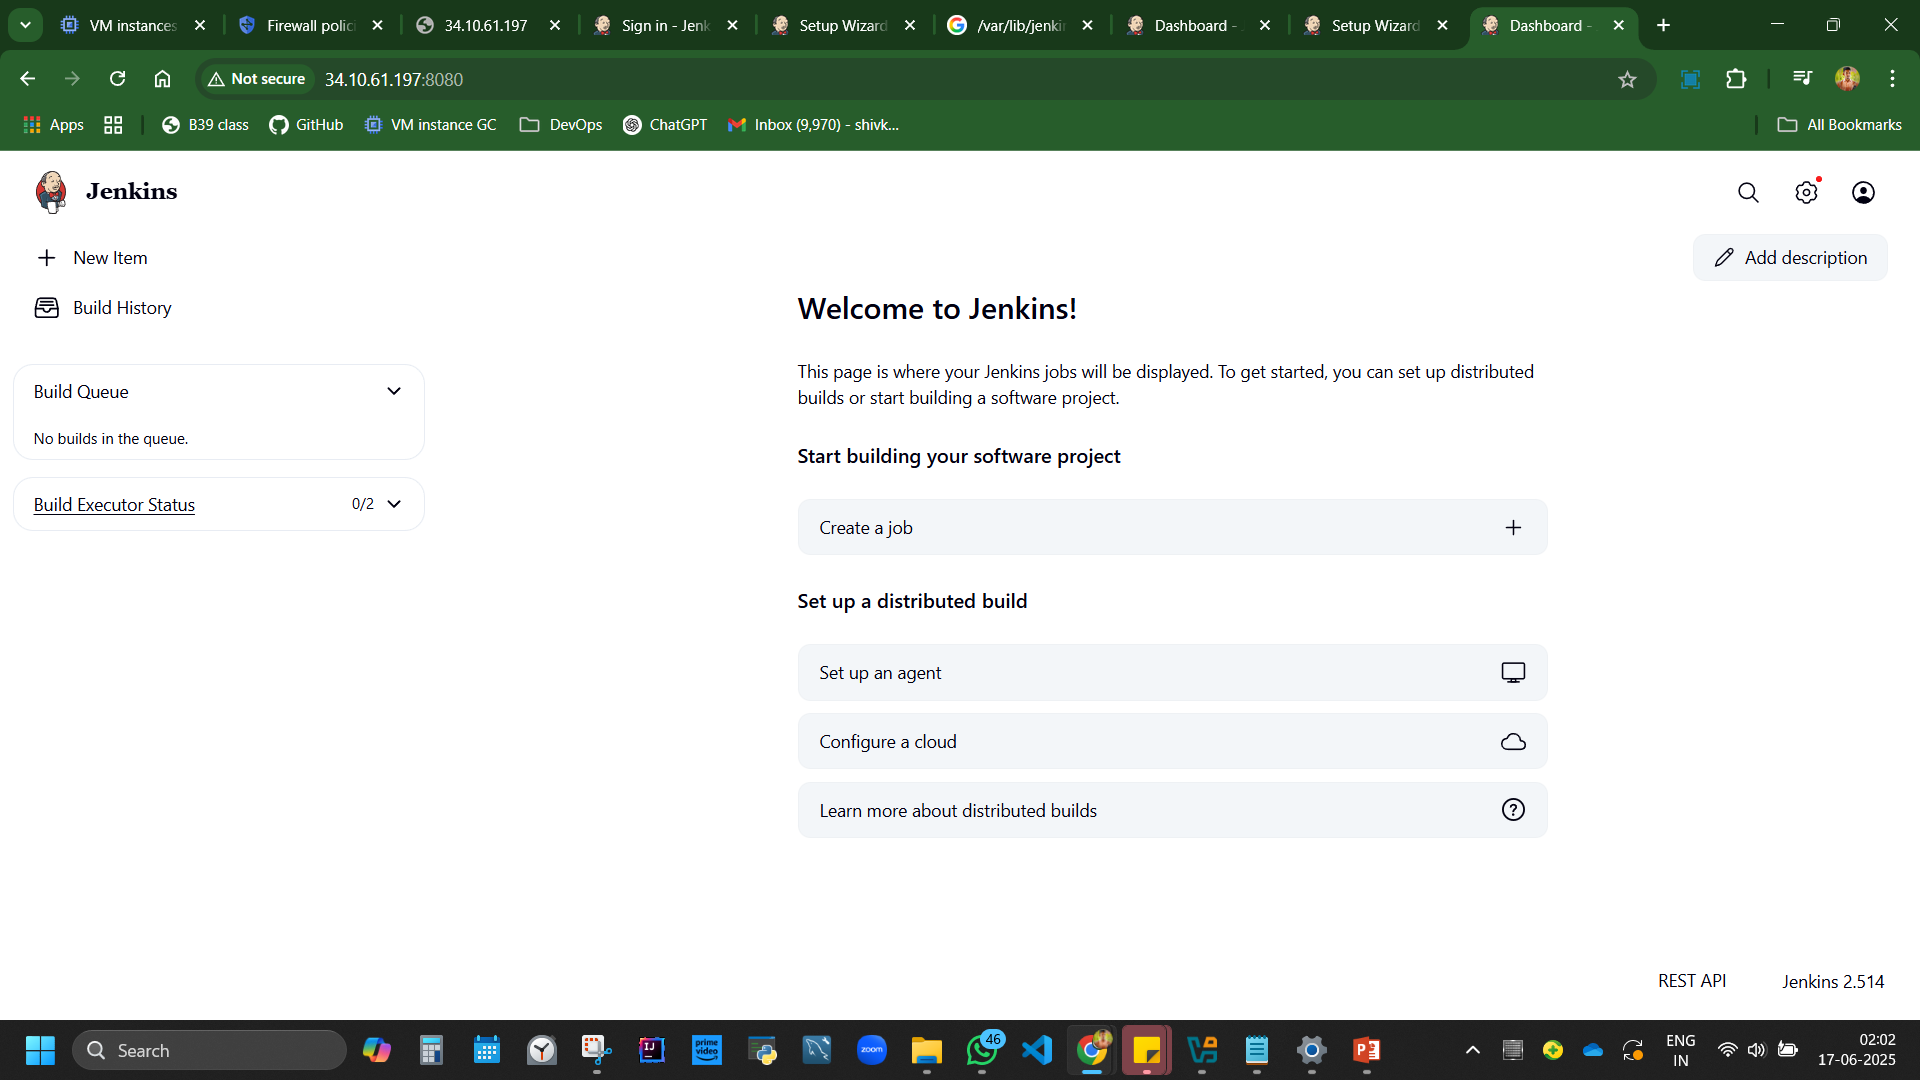 VM instances
Firewall polici
34.10.61.197
Sign in - Jenk
Setup Wizard
/var/lib/jenkin
Dashboard -
Setup Wizard
Dashboard -
Not secure
34.10.61.197:8080
Apps
B39 class
GitHub
VM instance GC
DevOps
ChatGPT
Inbox (9,970) - shivk...
All Bookmarks
Jenkins
New Item
Add description
Build History
Welcome to Jenkins!
This page is where your Jenkins jobs will be displayed. To get started, you can set up distributed
builds or start building a software project.
Build Queue
No builds in the queue.
Start building your software project
Build Executor Status
0/2
Create a job
Set up a distributed build
Set up an agent
Configure a cloud
Learn more about distributed builds
REST API
Jenkins 2.514
Search
IJ
prime video
zoom
46
ENG
IN
02:02
17-06-2025